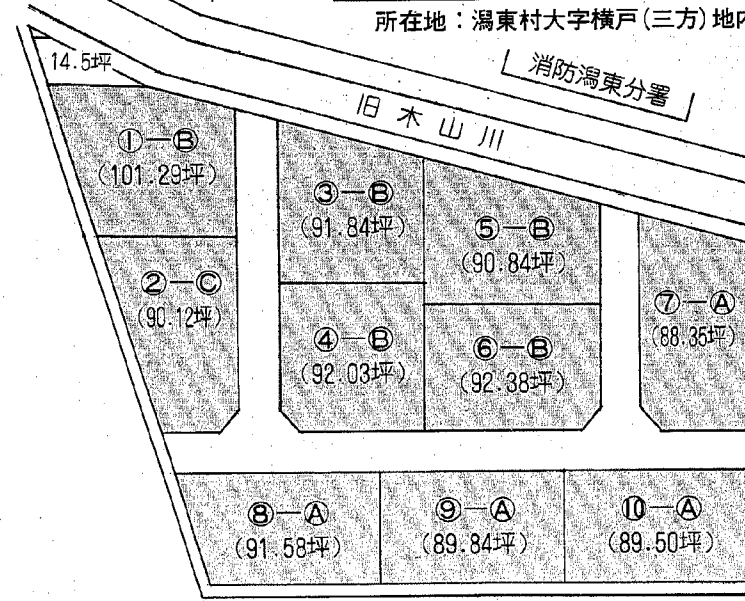 所在地：潟東村大字横戸(三方)地内
消防潟東分署
旧木山川
14.5坪
①－Ⓑ
(101.29坪)
②－Ⓒ
(90.12坪)
③－Ⓑ
(91.84坪)
④－Ⓑ
(92.03坪)
⑤－Ⓑ
(90.84坪)
⑥－Ⓑ
(92.38坪)
⑦－Ⓐ
(88.35坪)
⑧－Ⓐ
(91.58坪)
⑨－Ⓐ
(89.84坪)
⑩－Ⓐ
(89.50坪)